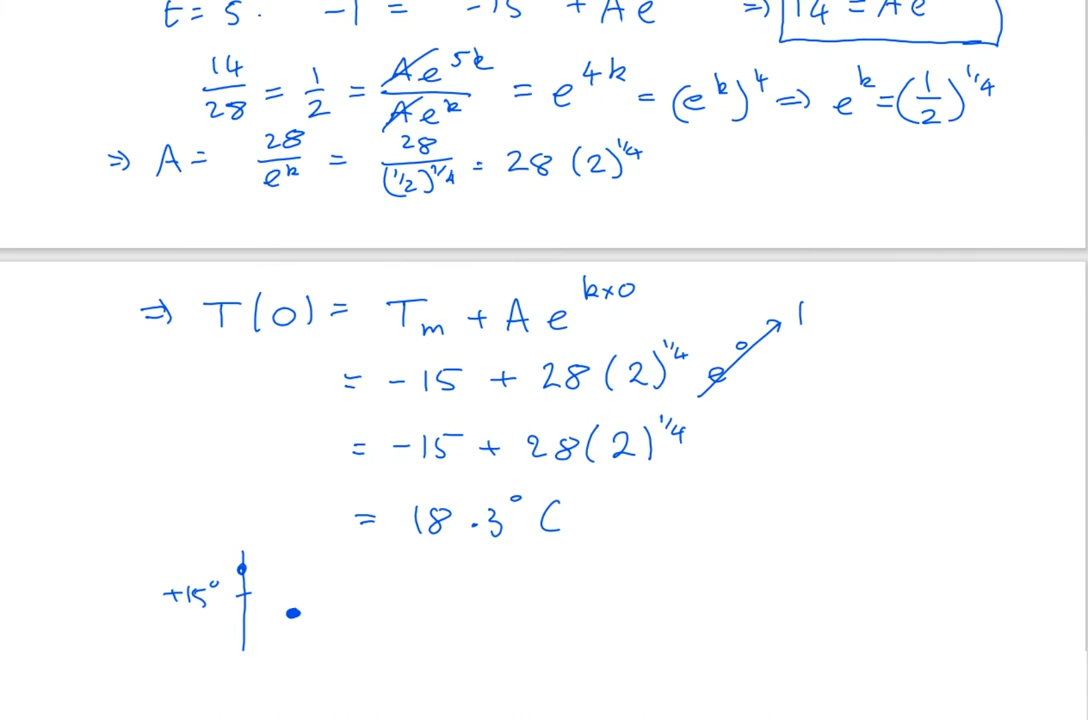 t = 5. -1 = -15 + Ae ⇒ 14 = Ae
14/28 = 1/2 = Ae^5k/Ae^k = e^4k = (e^k)^4 ⇒ e^k = (1/2)^1/4
⇒ A = 28/e^k = 28/(1/2)^1/4 = 28 (2)^1/4
⇒ T(0) = Tm + A e^k×0
= -15 + 28 (2)^1/4 e^0 → 1
= -15 + 28 (2)^1/4
= 18.3° C
+15°